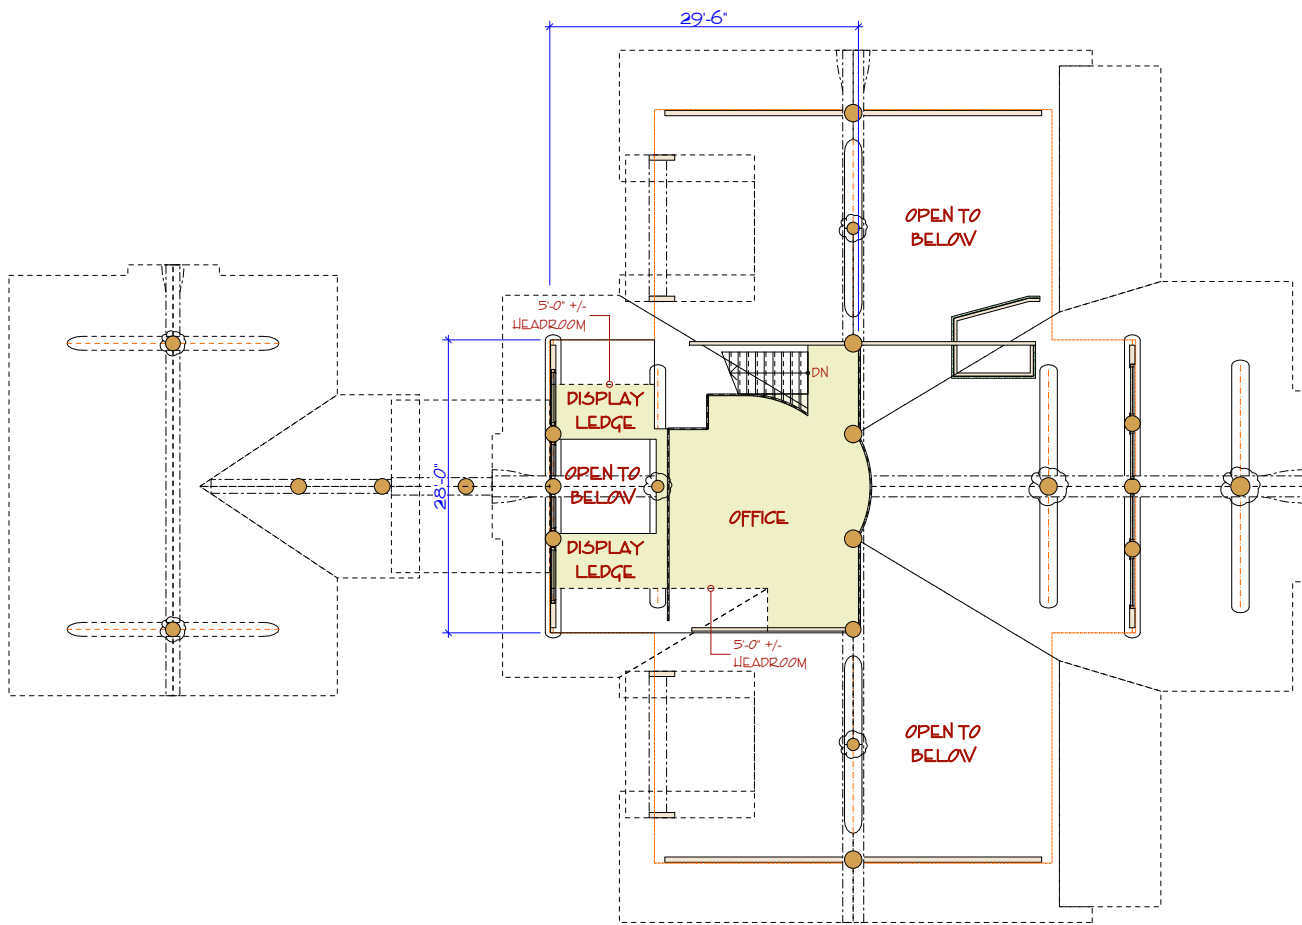 29'-6"
OPEN TO
BELOW
5'-0" +/-
HEADROOM
DN
DISPLAY
LEDGE
28'-0"
OPEN TO
BELOW
OFFICE
DISPLAY
LEDGE
5'-0" +/-
HEADROOM
OPEN TO
BELOW